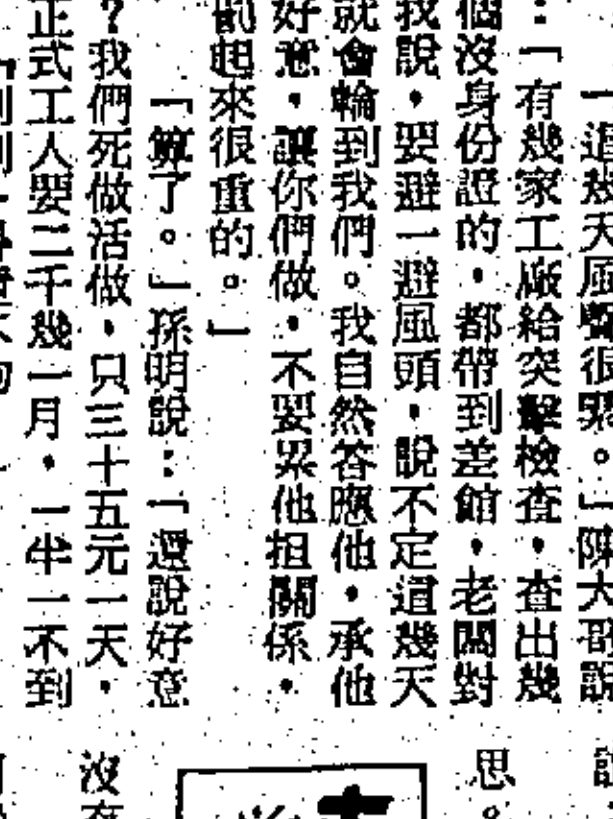 「這幾天風聲很緊。」陳大哥說
：「有幾家工廠給突擊檢查，查出幾
個沒身份證的，都帶到差館，老闆對
我說，要避一避風頭，說不定這幾天
就會輪到我們。我自然答應他，承他
好意，讓你們做，不要累他担關係，
罰起來很重的。」
「算了。」孫明說：「還說好意
？我們死做活做，只三十五元一天，
正式工人要二千幾一月，一半一不到
思。
沒有